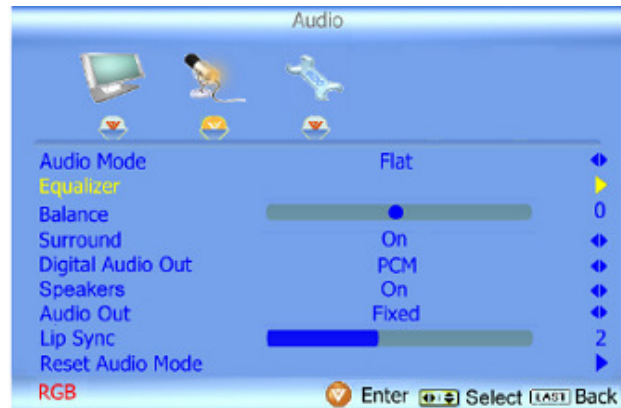 Audio
Audio Mode Flat
Equalizer
Balance 0
Surround On
Digital Audio Out PCM
Speakers On
Audio Out Fixed
Lip Sync 2
Reset Audio Mode
RGB Enter Select LAST Back